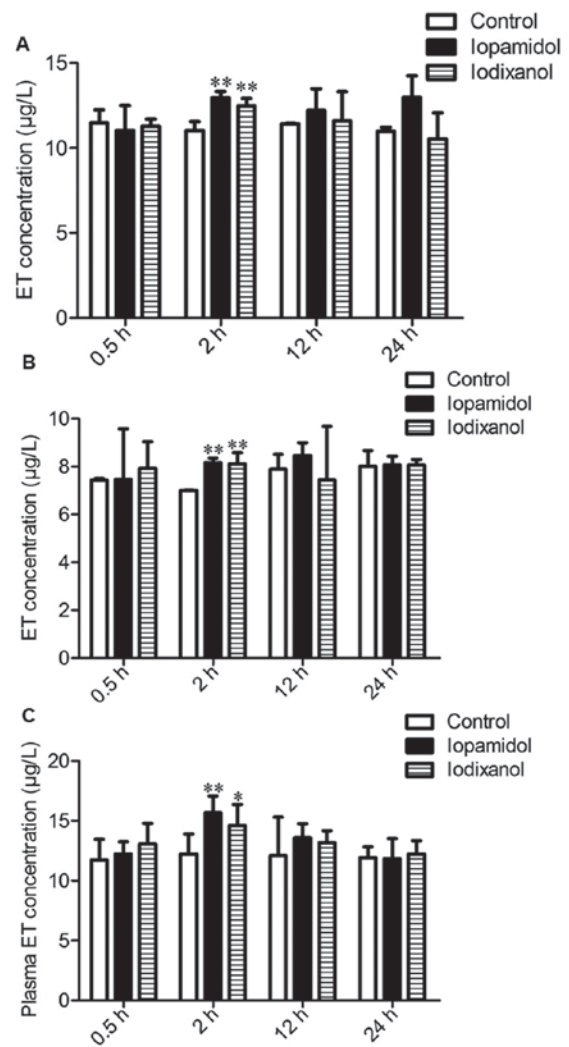 A
Control
Iopamidol
Iodixanol
ET concentration (µg/L)
15
10
5
0
** **
0.5 h
2 h
12 h
24 h
B
Control
Iopamidol
Iodixanol
ET concentration (µg/L)
10
8
6
4
2
0
** **
0.5 h
2 h
12 h
24 h
C
Control
Iopamidol
Iodixanol
Plasma ET concentration (µg/L)
20
15
10
5
0
** *
0.5 h
2 h
12 h
24 h